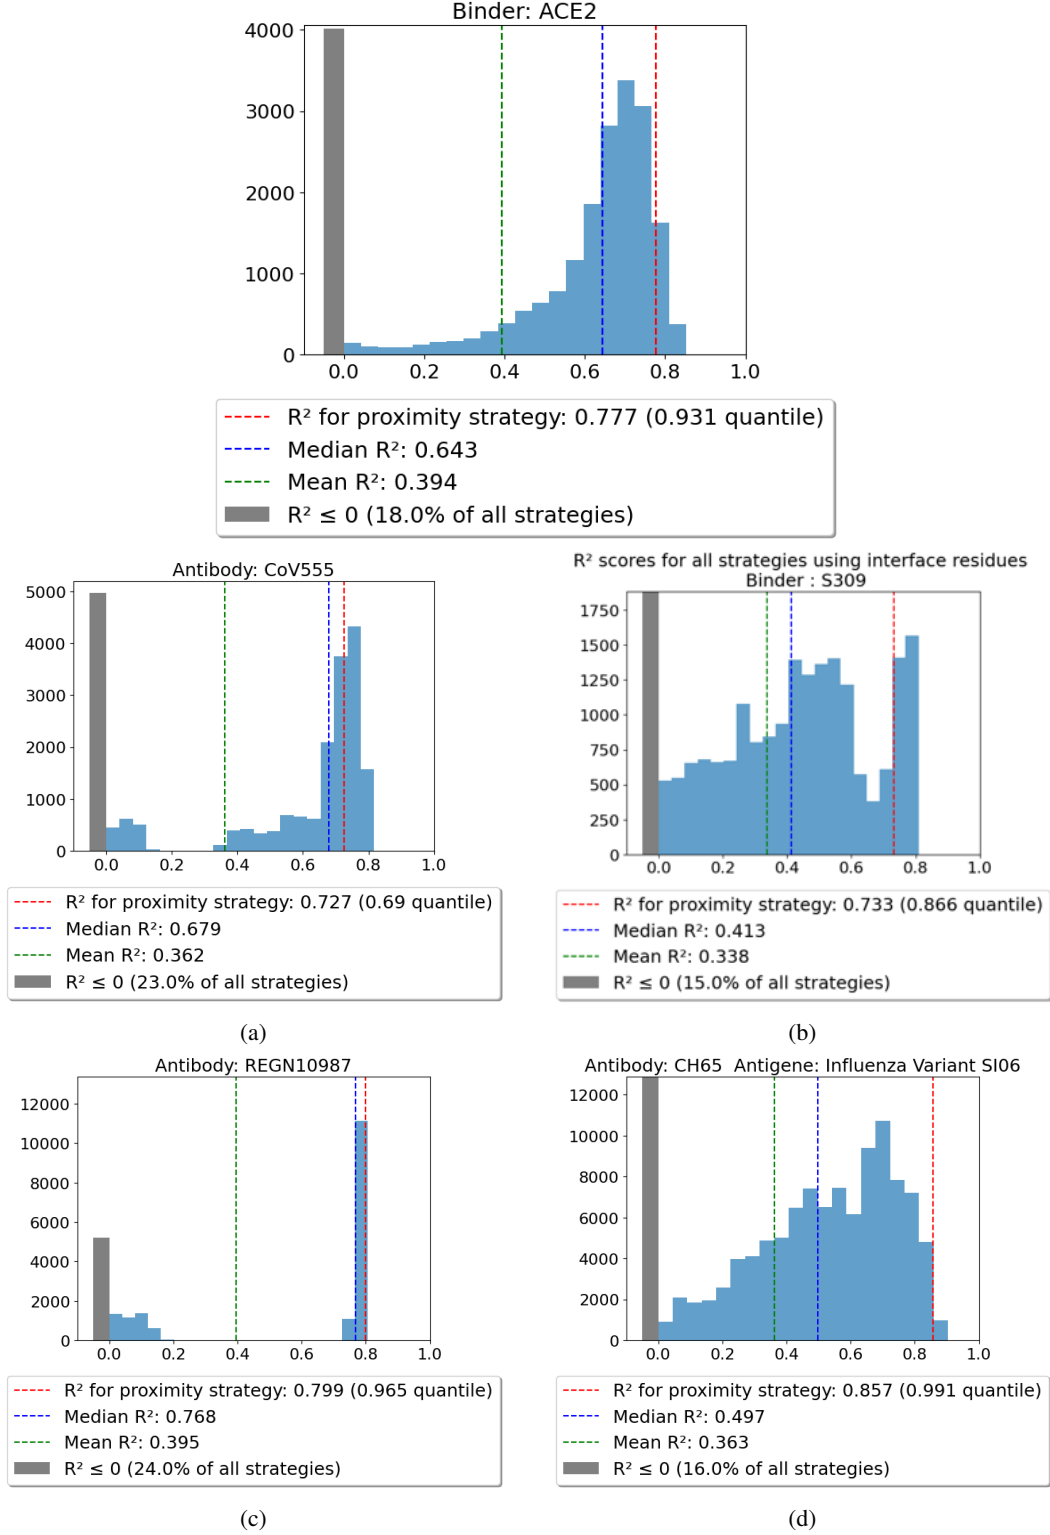 Binder: ACE2
4000
3000
2000
1000
0
0.0 0.2 0.4 0.6 0.8 1.0
R² for proximity strategy: 0.777 (0.931 quantile)
Median R²: 0.643
Mean R²: 0.394
R² ≤ 0 (18.0% of all strategies)
Antibody: CoV555
5000
4000
3000
2000
1000
0
0.0 0.2 0.4 0.6 0.8 1.0
R² for proximity strategy: 0.727 (0.69 quantile)
Median R²: 0.679
Mean R²: 0.362
R² ≤ 0 (23.0% of all strategies)
(a)
R² scores for all strategies using interface residues
Binder : S309
1750
1500
1250
1000
750
500
250
0
0.0 0.2 0.4 0.6 0.8 1.0
R² for proximity strategy: 0.733 (0.866 quantile)
Median R²: 0.413
Mean R²: 0.338
R² ≤ 0 (15.0% of all strategies)
(b)
Antibody: REGN10987
12000
10000
8000
6000
4000
2000
0
0.0 0.2 0.4 0.6 0.8 1.0
R² for proximity strategy: 0.799 (0.965 quantile)
Median R²: 0.768
Mean R²: 0.395
R² ≤ 0 (24.0% of all strategies)
(c)
Antibody: CH65 Antigene: Influenza Variant SI06
12000
10000
8000
6000
4000
2000
0
0.0 0.2 0.4 0.6 0.8 1.0
R² for proximity strategy: 0.857 (0.991 quantile)
Median R²: 0.497
Mean R²: 0.363
R² ≤ 0 (16.0% of all strategies)
(d)